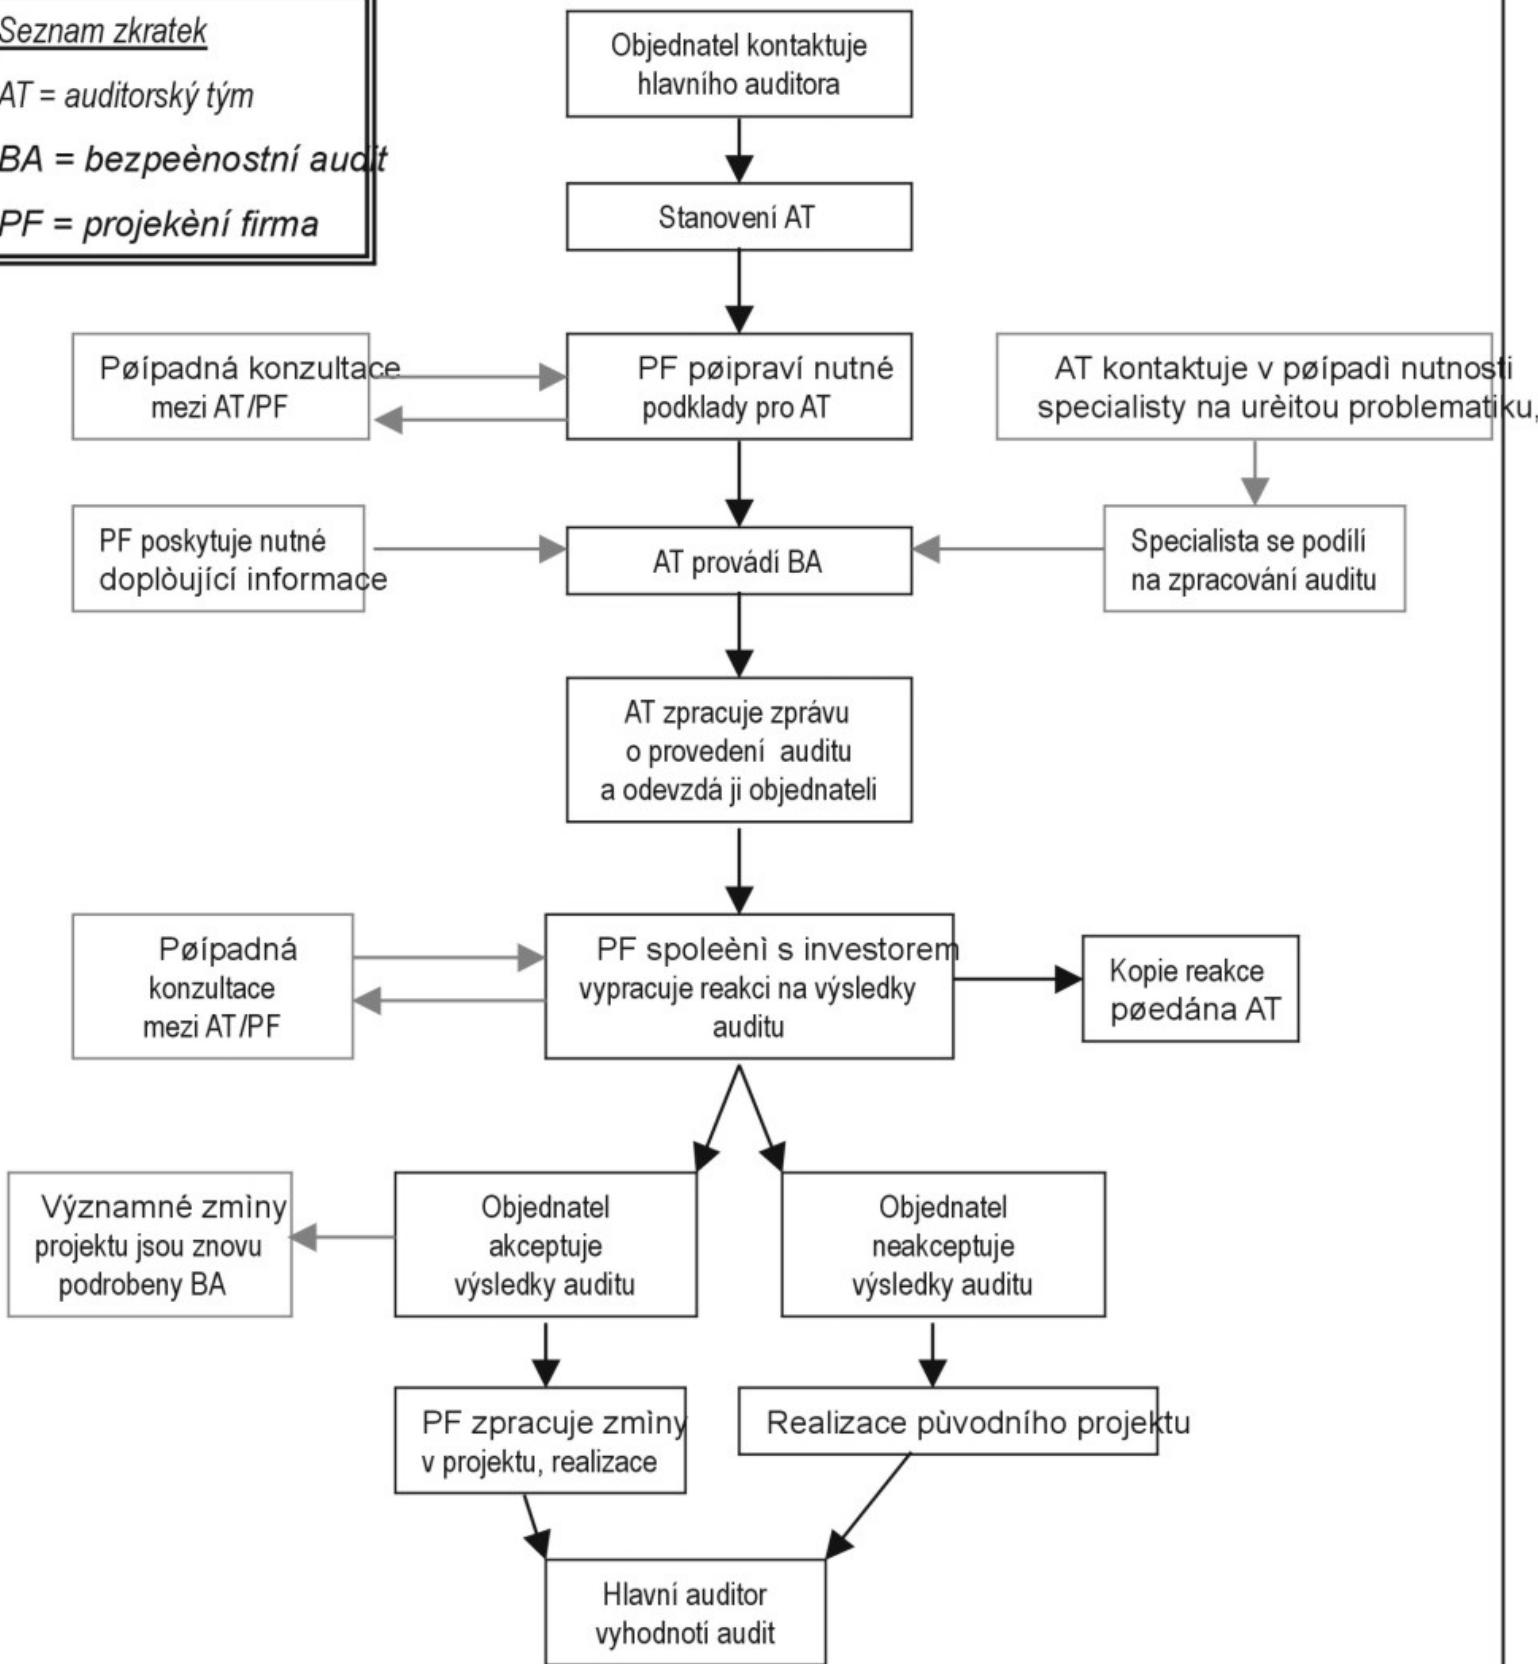 Seznam zkratek
AT = auditorský tým
BA = bezpeènostní audit
PF = projekèní firma
Objednatel kontaktuje
hlavního auditora
Stanovení AT
Pøípadná konzultace
mezi AT/PF
PF pøipraví nutné
podklady pro AT
AT kontaktuje v pøípadì nutnosti
specialisty na urèitou problematiku,
PF poskytuje nutné
doplòující informace
AT provádí BA
Specialista se podílí
na zpracování auditu
AT zpracuje zprávu
o provedení auditu
a odevzdá ji objednateli
Pøípadná
konzultace
mezi AT/PF
PF spoleènì s investorem
vypracuje reakci na výsledky
auditu
Kopie reakce
pøedána AT
Významné zmìny
projektu jsou znovu
podrobeny BA
Objednatel
akceptuje
výsledky auditu
Objednatel
neakceptuje
výsledky auditu
PF zpracuje zmìny
v projektu, realizace
Realizace pùvodního projektu
Hlavní auditor
vyhodnotí audit